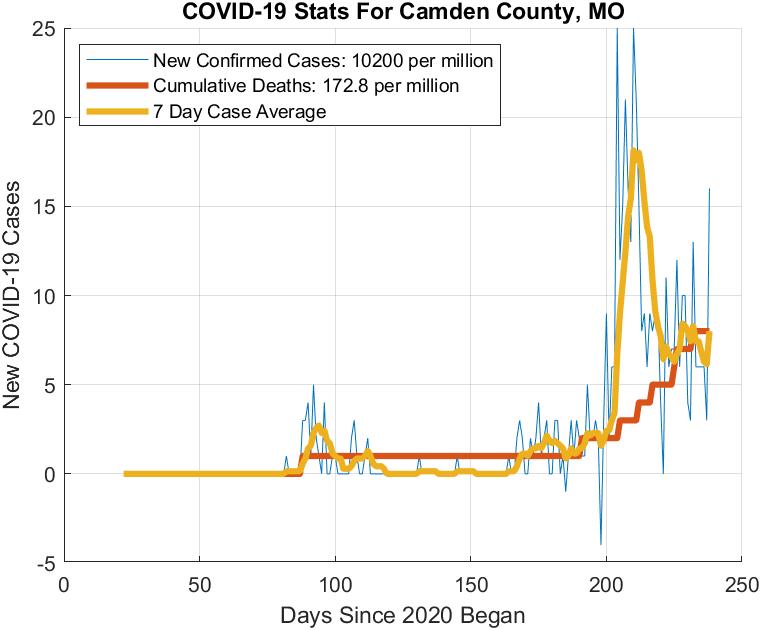 COVID-19 Stats For Camden County, MO
New Confirmed Cases: 10200 per million
Cumulative Deaths: 172.8 per million
7 Day Case Average
New COVID-19 Cases
25
20
15
10
5
0
-5
0 50 100 150 200 250
Days Since 2020 Began